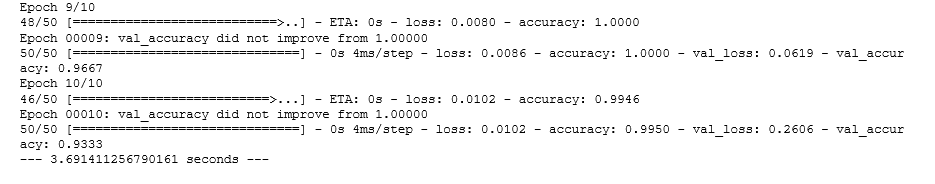 Epoch 9/10
48/50 [===========================>..] - ETA: 0s - loss: 0.0080 - accuracy: 1.0000
Epoch 00009: val_accuracy did not improve from 1.00000
50/50 [==============================] - 0s 4ms/step - loss: 0.0086 - accuracy: 1.0000 - val_loss: 0.0619 - val_accur
acy: 0.9667
Epoch 10/10
46/50 [==========================>...] - ETA: 0s - loss: 0.0102 - accuracy: 0.9946
Epoch 00010: val_accuracy did not improve from 1.00000
50/50 [==============================] - 0s 4ms/step - loss: 0.0102 - accuracy: 0.9950 - val_loss: 0.2606 - val_accur
acy: 0.9333
--- 3.691411256790161 seconds ---